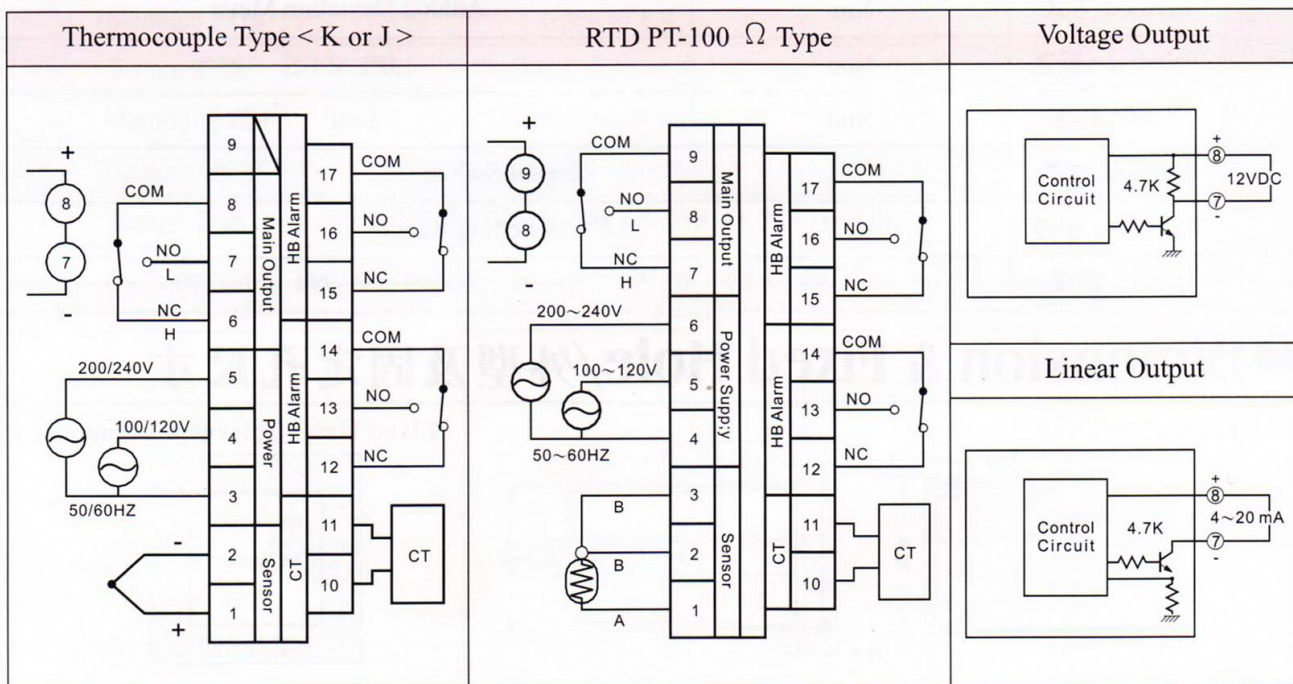 Thermocouple Type < K or J >
RTD PT-100 Ω Type
Voltage Output
+
8
7
-
COM
NO
L
NC
H
200/240V
100/120V
50/60HZ
-
+
9
8
7
6
5
4
3
2
1
Main Output
Power
Sensor
HB Alarm
HB Alarm
CT
17
16
15
14
13
12
11
10
COM
NO
NC
COM
NO
NC
CT
+
9
8
-
COM
NO
L
NC
H
200~240V
100~120V
50~60HZ
B
B
A
9
8
7
6
5
4
3
2
1
Main Output
Power Supply
Sensor
HB Alarm
HB Alarm
CT
17
16
15
14
13
12
11
10
COM
NO
NC
COM
NO
NC
CT
Control
Circuit
4.7K
+
8
12VDC
7
-
Linear Output
Control
Circuit
4.7K
+
8
4~20 mA
7
-